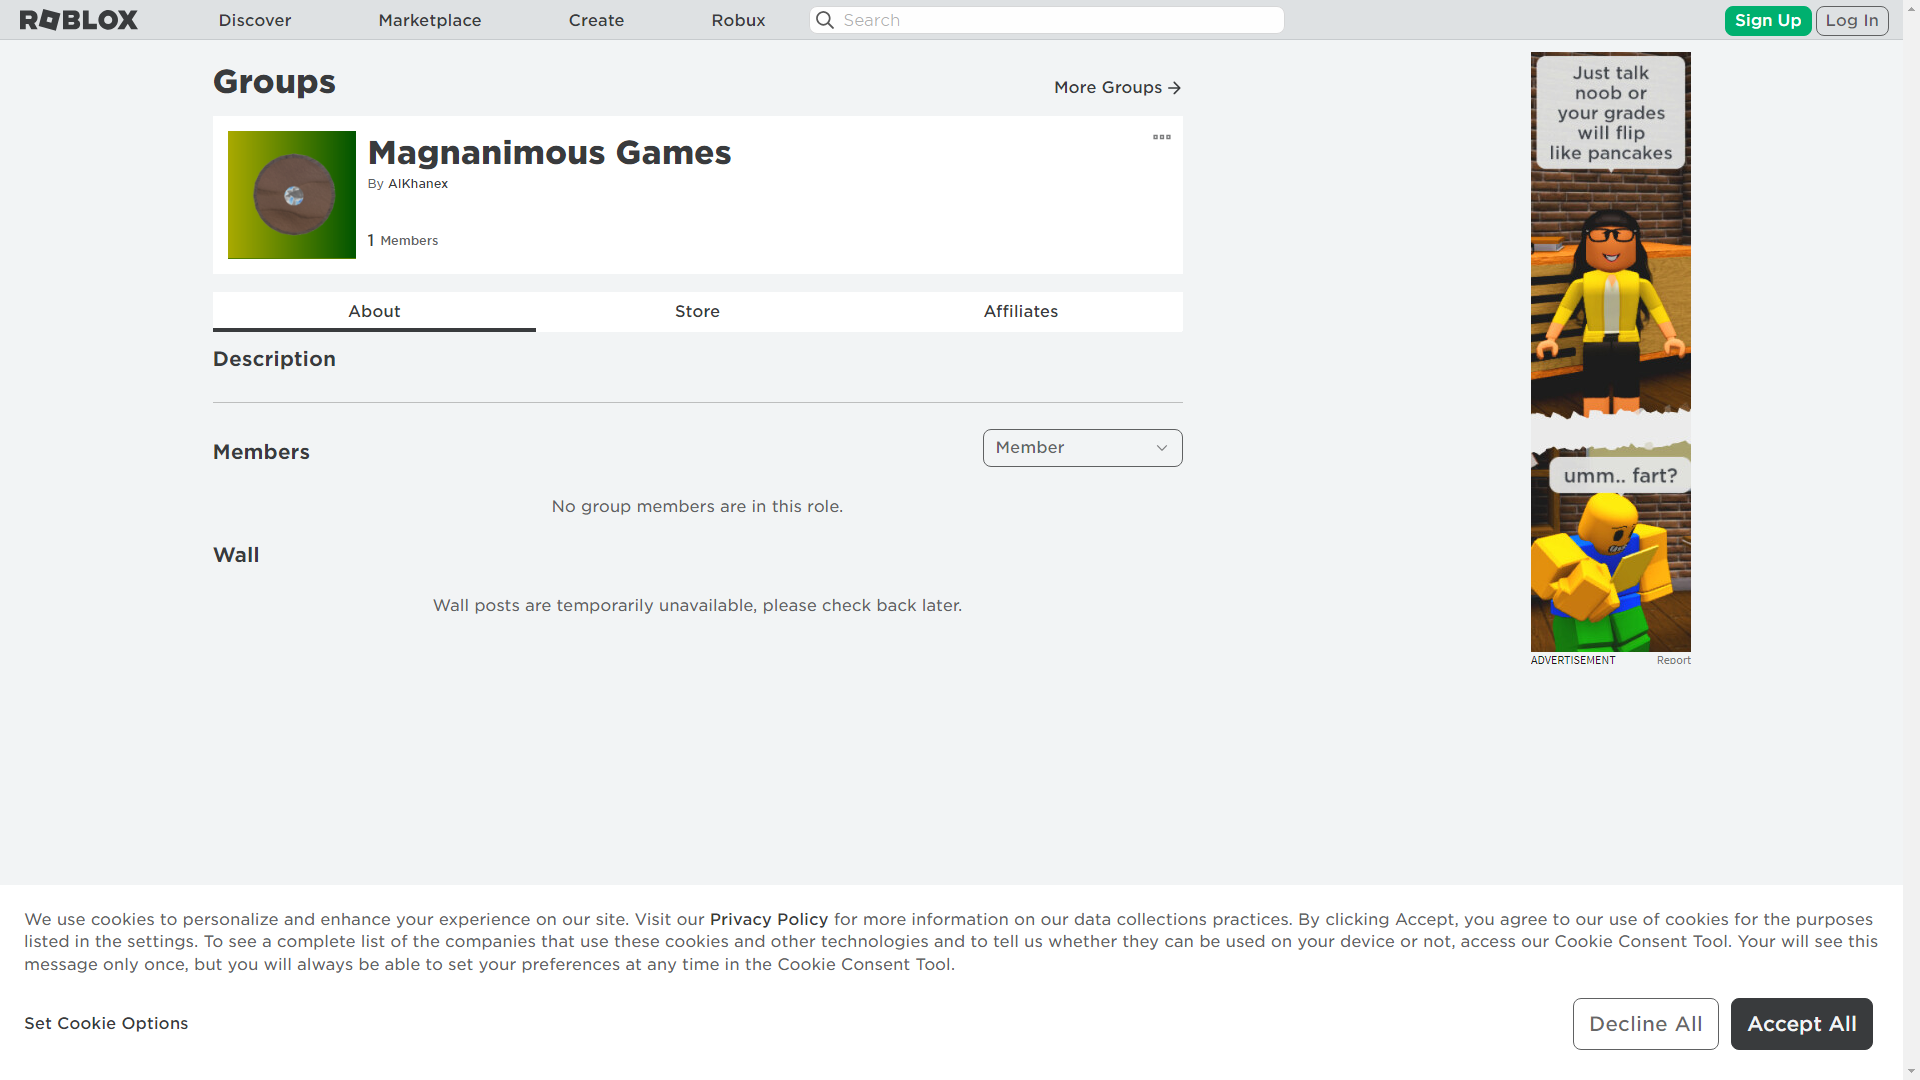 ROBLOX
Discover
Marketplace
Create
Robux
Search
Sign Up
Log In
Groups
More Groups
Magnanimous Games
By AlKhanex
1 Members
About
Store
Affiliates
Description
Members
Member
No group members are in this role.
Wall
Wall posts are temporarily unavailable, please check back later.
Just talk
noob or
your grades
will flip
like pancakes
umm.. fart?
ADVERTISEMENT
Report
We use cookies to personalize and enhance your experience on our site. Visit our Privacy Policy for more information on our data collections practices. By clicking Accept, you agree to our use of cookies for the purposes
listed in the settings. To see a complete list of the companies that use these cookies and other technologies and to tell us whether they can be used on your device or not, access our Cookie Consent Tool. Your will see this
message only once, but you will always be able to set your preferences at any time in the Cookie Consent Tool.
Set Cookie Options
Decline All
Accept All